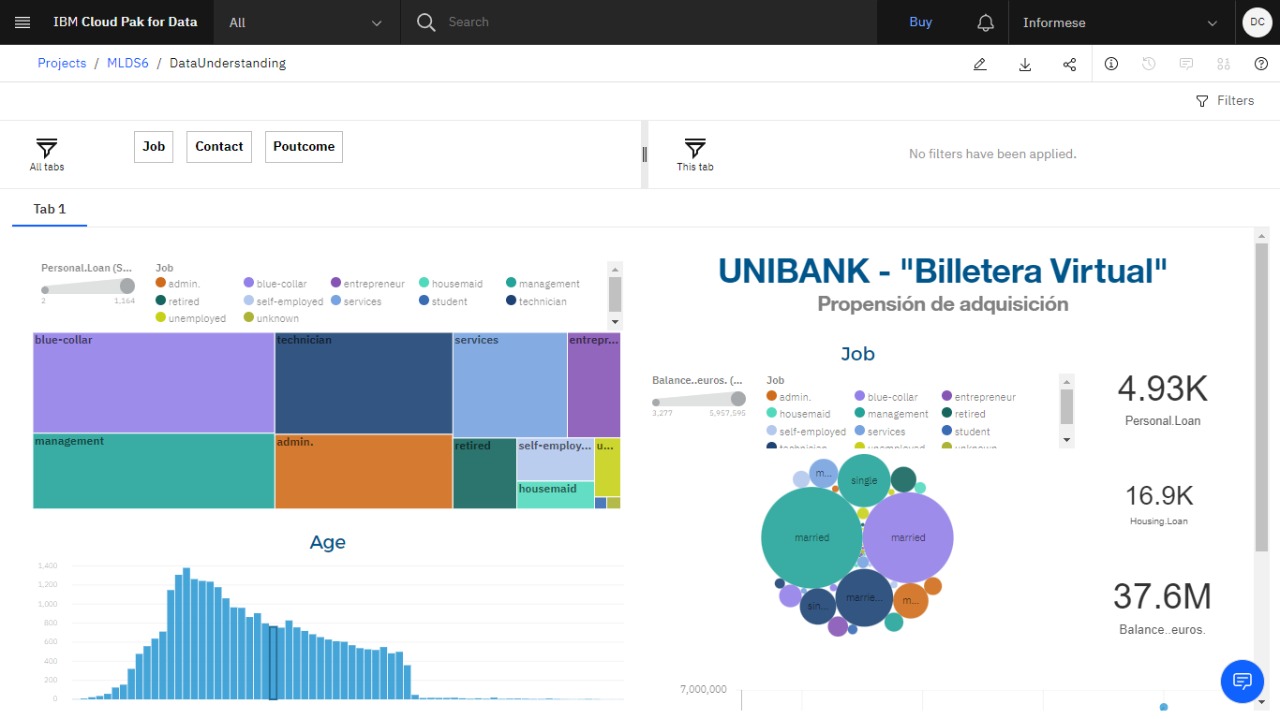 IBM Cloud Pak for Data
All
Search
Buy
Informese
DC
Projects / MLDS6 / DataUnderstanding
Filters
All tabs
Job
Contact
Poutcome
This tab
No filters have been applied.
Tab 1
Personal.Loan (S...
2
1,164
Job
admin.
blue-collar
entrepreneur
housemaid
management
retired
self-employed
services
student
technician
unemployed
unknown
blue-collar
technician
services
entrepr...
management
admin.
retired
self-employ...
u...
housemaid
Age
1,400
1,200
1,000
800
600
400
200
0
UNIBANK - "Billetera Virtual"
Propensión de adquisición
Job
Balance..euros. (...
3,277
5,957,595
Job
admin.
blue-collar
entrepreneur
housemaid
management
retired
self-employed
services
student
technician
unemployed
unknown
m...
single
married
married
marrie...
sin...
m...
4.93K
Personal.Loan
16.9K
Housing.Loan
37.6M
Balance..euros.
7,000,000